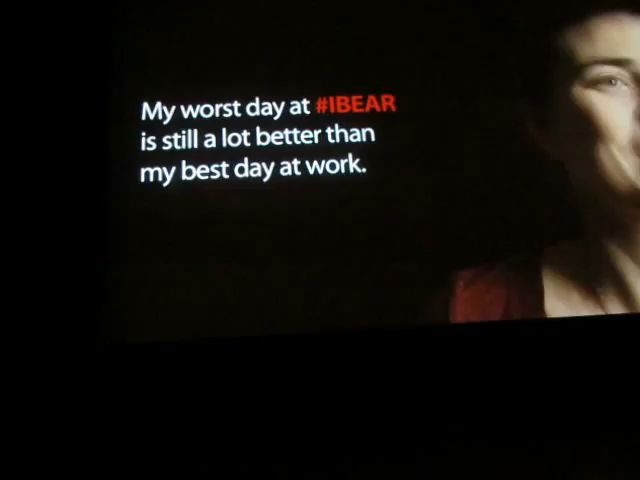 My worst day at #IBEAR
is still a lot better than
my best day at work.